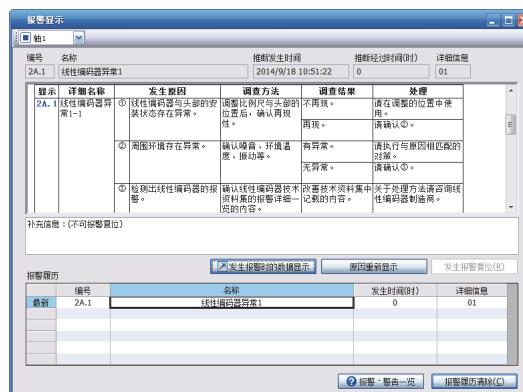 报警显示
轴1
编号 名称 推断发生时间 推断经过时间(时) 详细信息
2A.1 线性编码器异常1 2014/9/18 10:51:22 0 01
显示 详细名称 发生原因 调查方法 调查结果 处理
2A.1 线性编码器异常1-1 ① 线性编码器与头部的安装状态存在异常。 调整比例尺与头部的位置后，确认再现性。 不再现。 请在调整的位置中使用。
再现。 请确认②。
② 周围环境存在异常。 确认噪音、环境温度、振动等。 有异常。 请执行与原因相匹配的对策。
无异常。 请确认③。
③ 检测出线性编码器的报警。 确认线性编码器技术资料集的报警详细一览的内容。 改善技术资料集中记载的内容。 关于处理方法请咨询线性编码器制造商。
补充信息：(不可报警复位)
发生报警时的数据显示 原因重新显示 发生报警复位(R)
报警履历
编号 名称 发生时间(时) 详细信息
最新 2A.1 线性编码器异常1 0 01
报警·警告一览 报警履历清除(C)